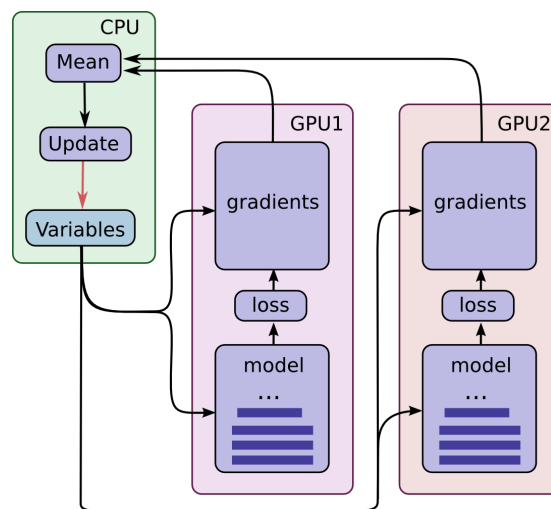 CPU
Mean
Update
Variables
GPU1
gradients
loss
model
...
GPU2
gradients
loss
model
...